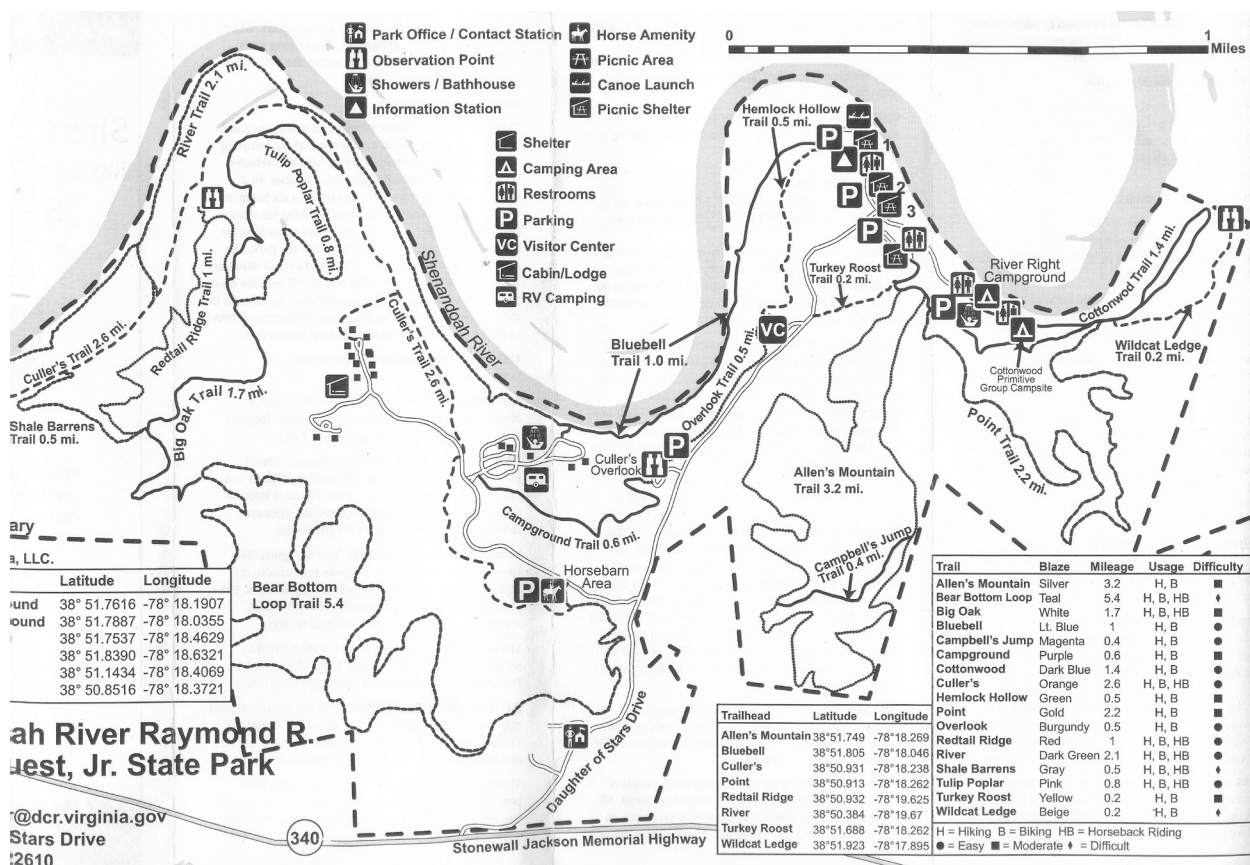 Park Office / Contact Station
Observation Point
Showers / Bathhouse
Information Station
Horse Amenity
Picnic Area
Canoe Launch
Picnic Shelter
Shelter
Camping Area
Restrooms
P Parking
VC Visitor Center
Cabin/Lodge
RV Camping
0 1
Miles
River Trail 2.1 mi.
Tulip
Poplar Trail 0.8 mi.
Shenandoah River
Culler's Trail 2.6 mi.
Redtail Ridge Trail 1 mi.
Culler's Trail 2.6 mi.
Big Oak Trail 1.7 mi.
Shale Barrens
Trail 0.5 mi.
Hemlock Hollow
Trail 0.5 mi.
P
1
P
2
3
P
Turkey Roost
Trail 0.2 mi.
VC
Bluebell
Trail 1.0 mi.
Overlook Trail 0.5 mi.
P
Culler's
Overlook
River Right
Campground
P
Cottonwod Trail 1.4 mi.
Wildcat Ledge
Trail 0.2 mi.
Cottonwood
Primitive
Group Campsite
Point Trail 2.2 mi.
Allen's Mountain
Trail 3.2 mi.
Campbell's Jump
Trail 0.4 mi.
Campground Trail 0.6 mi.
Horsebarn
Area
P
Bear Bottom
Loop Trail 5.4
ary
a, LLC.
Latitude Longitude
ound 38° 51.7616 -78° 18.1907
ound 38° 51.7887 -78° 18.0355
38° 51.7537 -78° 18.4629
38° 51.8390 -78° 18.6321
38° 51.1434 -78° 18.4069
38° 50.8516 -78° 18.3721
ah River Raymond R.
uest, Jr. State Park
r@dcr.virginia.gov
Stars Drive
2610
340
Daughter of Stars Drive
Stonewall Jackson Memorial Highway
Trailhead Latitude Longitude
Allen's Mountain 38°51.749 -78°18.269
Bluebell 38°51.805 -78°18.046
Culler's 38°50.931 -78°18.238
Point 38°50.913 -78°18.262
Redtail Ridge 38°50.932 -78°19.625
River 38°50.384 -78°19.67
Turkey Roost 38°51.688 -78°18.262
Wildcat Ledge 38°51.923 -78°17.895
Trail Blaze Mileage Usage Difficulty
Allen's Mountain Silver 3.2 H, B
Bear Bottom Loop Teal 5.4 H, B, HB
Big Oak White 1.7 H, B, HB
Bluebell Lt. Blue 1 H, B
Campbell's Jump Magenta 0.4 H, B
Campground Purple 0.6 H, B
Cottonwood Dark Blue 1.4 H, B
Culler's Orange 2.6 H, B, HB
Hemlock Hollow Green 0.5 H, B
Point Gold 2.2 H, B
Overlook Burgundy 0.5 H, B
Redtail Ridge Red 1 H, B, HB
River Dark Green 2.1 H, B, HB
Shale Barrens Gray 0.5 H, B, HB
Tulip Poplar Pink 0.8 H, B, HB
Turkey Roost Yellow 0.2 H, B
Wildcat Ledge Beige 0.2 H, B
H = Hiking B = Biking HB = Horseback Riding
= Easy = Moderate = Difficult